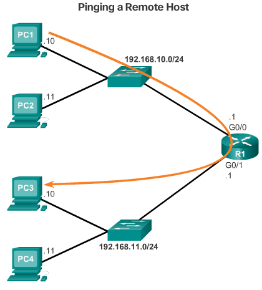 Pinging a Remote Host
PC1
.10
192.168.10.0/24
PC2
.11
.1
G0/0
R1
G0/1
.1
PC3
.10
192.168.11.0/24
PC4
.11